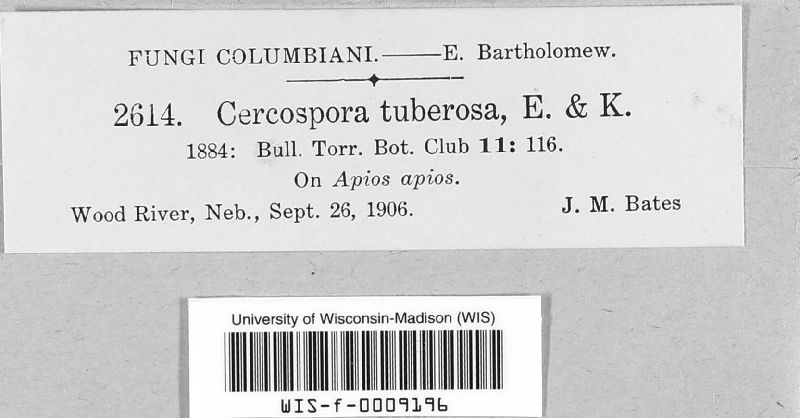 FUNGI COLUMBIANI.——E. Bartholomew.
2614. Cercospora tuberosa, E. & K.
1884: Bull. Torr. Bot. Club 11: 116.
On Apios apios.
Wood River, Neb., Sept. 26, 1906. J. M. Bates
University of Wisconsin-Madison (WIS)
WIS-f-0009196